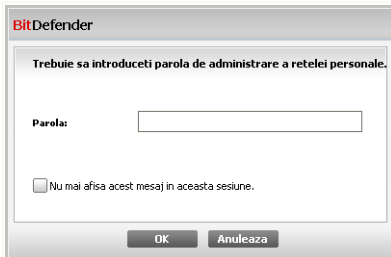 BitDefender
Trebuie sa introduceti parola de administrare a retelei personale.
Parola:
Nu mai afisa acest mesaj in aceasta sesiune.
OK Anuleaza